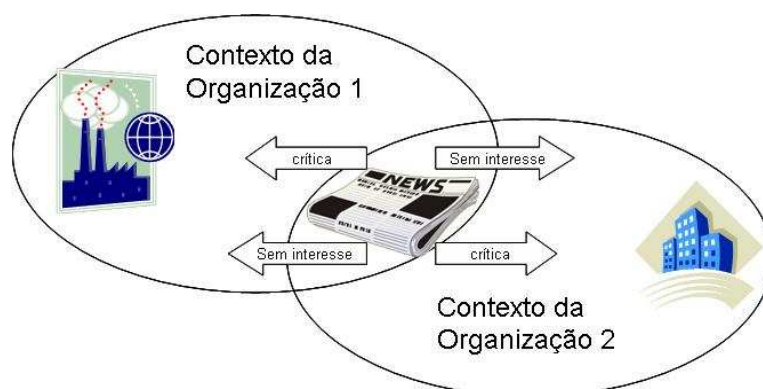 Contexto da
Organização 1
crítica
Sem interesse
NEWS
Sem interesse
crítica
Contexto da
Organização 2